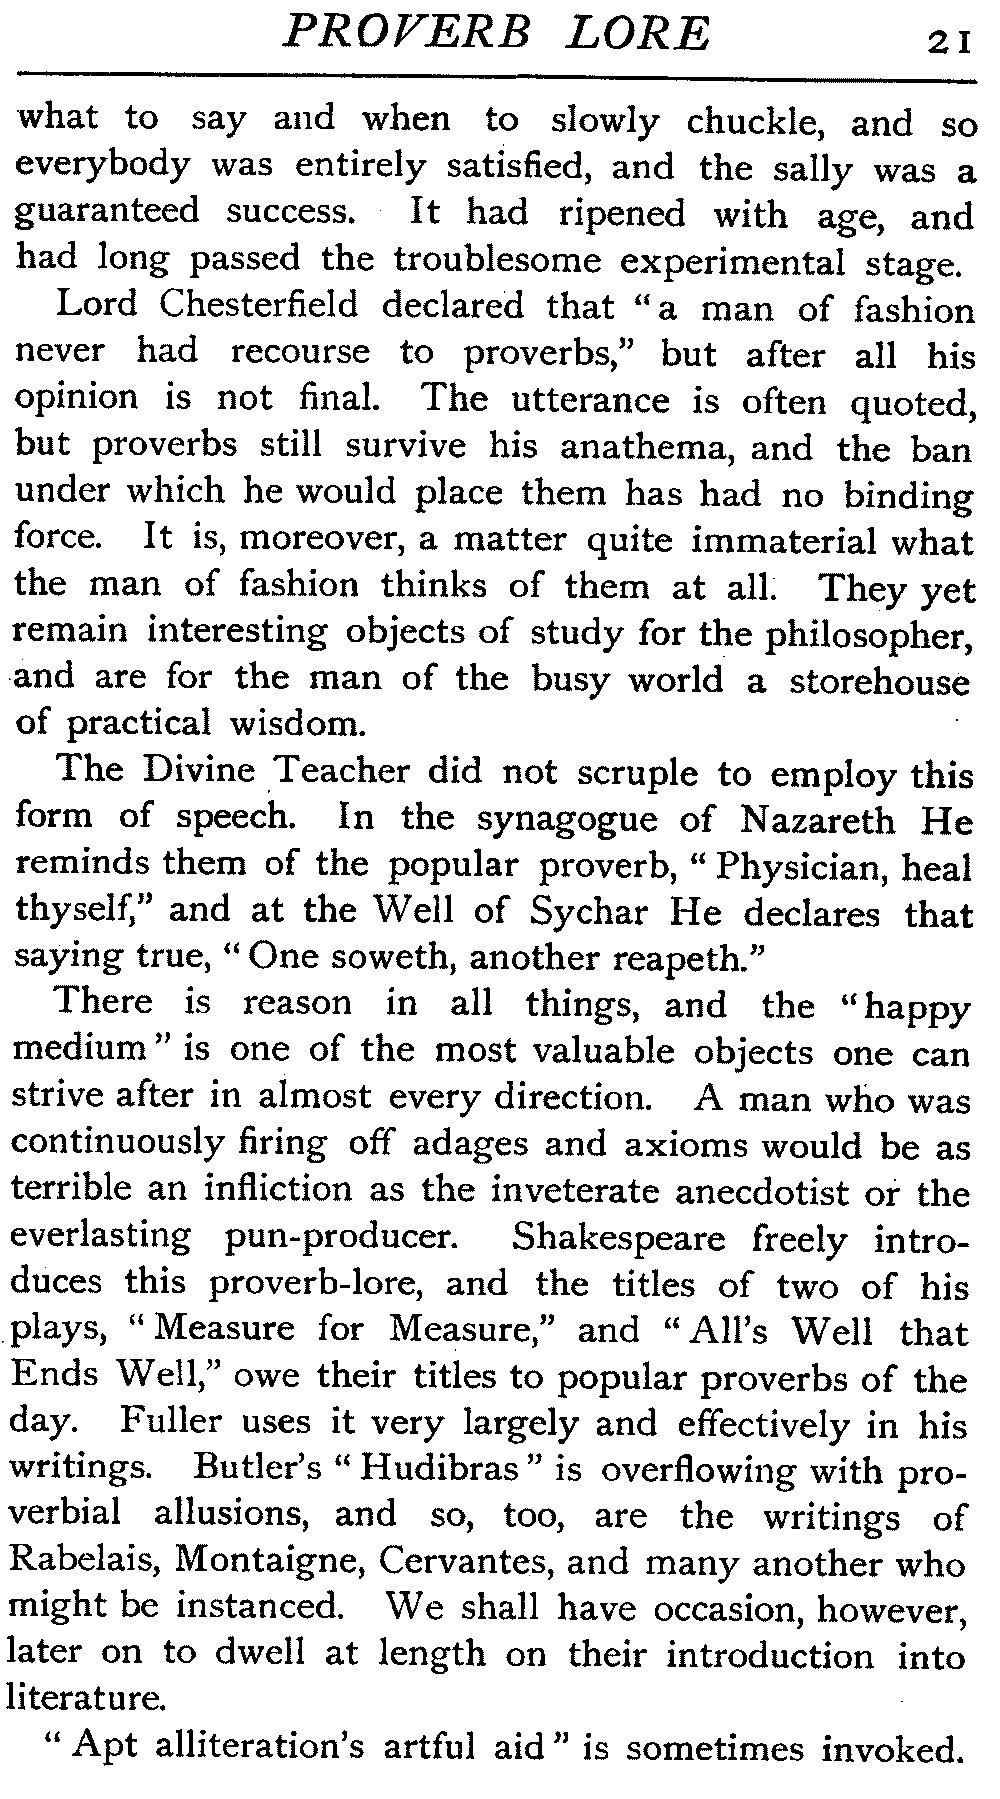 PROVERB LORE 21
what to say and when to slowly chuckle, and so
everybody was entirely satisfied, and the sally was a
guaranteed success. It had ripened with age, and
had long passed the troublesome experimental stage.
Lord Chesterfield declared that "a man of fashion
never had recourse to proverbs," but after all his
opinion is not final. The utterance is often quoted,
but proverbs still survive his anathema, and the ban
under which he would place them has had no binding
force. It is, moreover, a matter quite immaterial what
the man of fashion thinks of them at all. They yet
remain interesting objects of study for the philosopher,
and are for the man of the busy world a storehouse
of practical wisdom.
The Divine Teacher did not scruple to employ this
form of speech. In the synagogue of Nazareth He
reminds them of the popular proverb, "Physician, heal
thyself," and at the Well of Sychar He declares that
saying true, "One soweth, another reapeth."
There is reason in all things, and the "happy
medium" is one of the most valuable objects one can
strive after in almost every direction. A man who was
continuously firing off adages and axioms would be as
terrible an infliction as the inveterate anecdotist or the
everlasting pun-producer. Shakespeare freely intro-
duces this proverb-lore, and the titles of two of his
plays, "Measure for Measure," and "All's Well that
Ends Well," owe their titles to popular proverbs of the
day. Fuller uses it very largely and effectively in his
writings. Butler's "Hudibras" is overflowing with pro-
verbial allusions, and so, too, are the writings of
Rabelais, Montaigne, Cervantes, and many another who
might be instanced. We shall have occasion, however,
later on to dwell at length on their introduction into
literature.
"Apt alliteration's artful aid" is sometimes invoked.